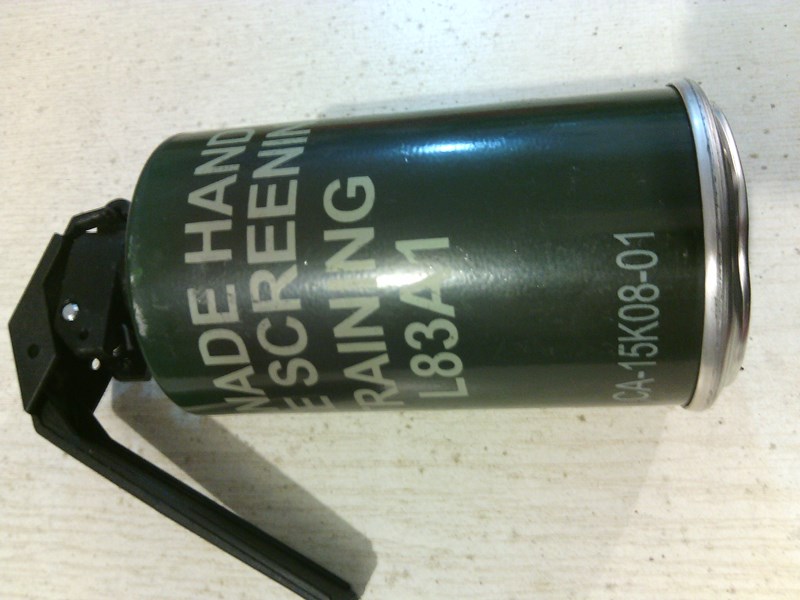 NADE HAND
E SCREENIN
RAINING
L83A1
CA-15K08-01